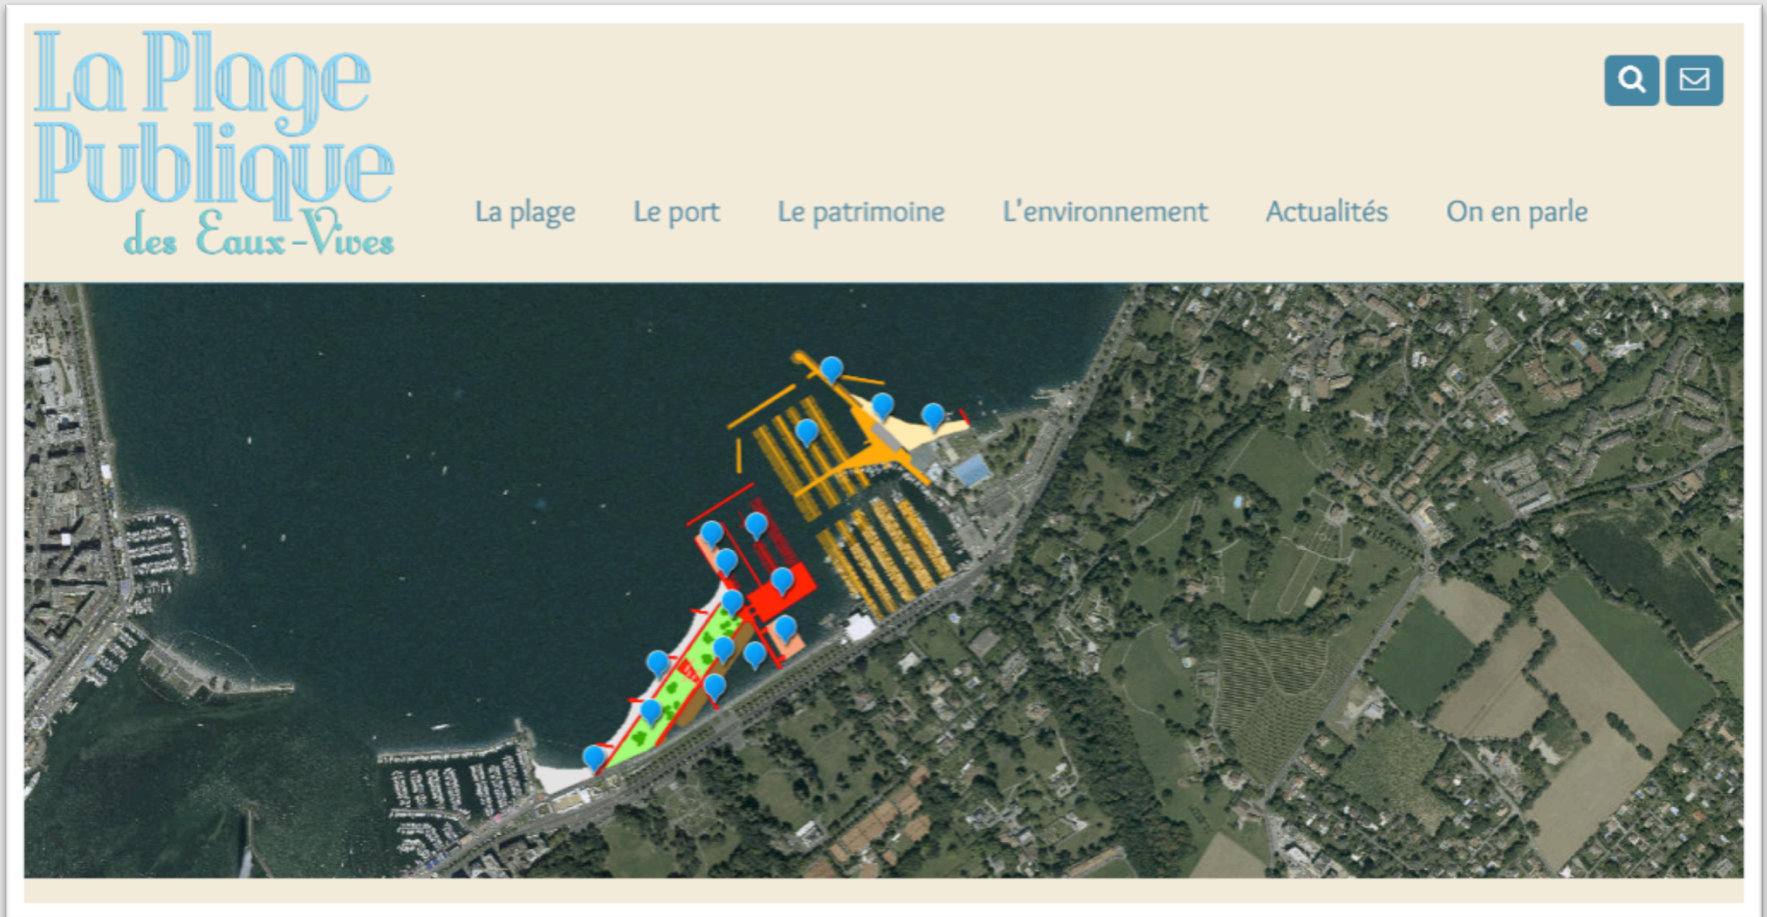 La Plage
Publique
des Eaux-Vives
La plage
Le port
Le patrimoine
L'environnement
Actualités
On en parle